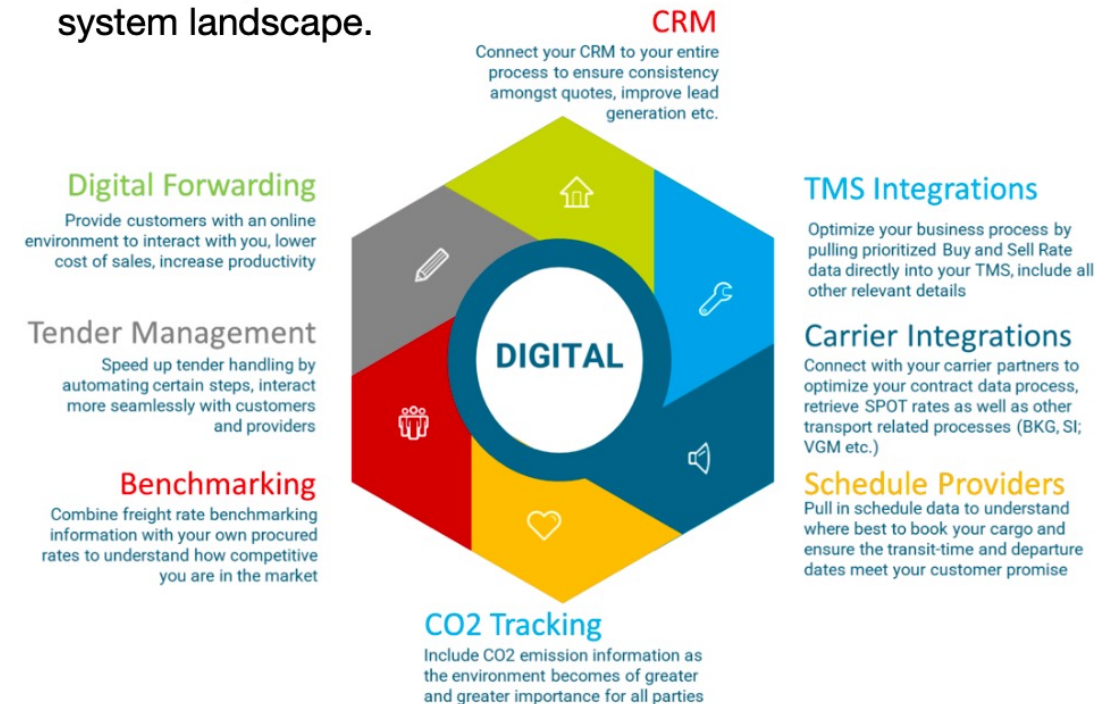 system landscape.
CRM
Connect your CRM to your entire
process to ensure consistency
amongst quotes, improve lead
generation etc.
Digital Forwarding
Provide customers with an online
environment to interact with you, lower
cost of sales, increase productivity
TMS Integrations
Optimize your business process by
pulling prioritized Buy and Sell Rate
data directly into your TMS, include all
other relevant details
Tender Management
Speed up tender handling by
automating certain steps, interact
more seamlessly with customers
and providers
DIGITAL
Carrier Integrations
Connect with your carrier partners to
optimize your contract data process,
retrieve SPOT rates as well as other
transport related processes (BKG, SI;
VGM etc.)
Benchmarking
Combine freight rate benchmarking
information with your own procured
rates to understand how competitive
you are in the market
Schedule Providers
Pull in schedule data to understand
where best to book your cargo and
ensure the transit-time and departure
dates meet your customer promise
CO2 Tracking
Include CO2 emission information as
the environment becomes of greater
and greater importance for all parties